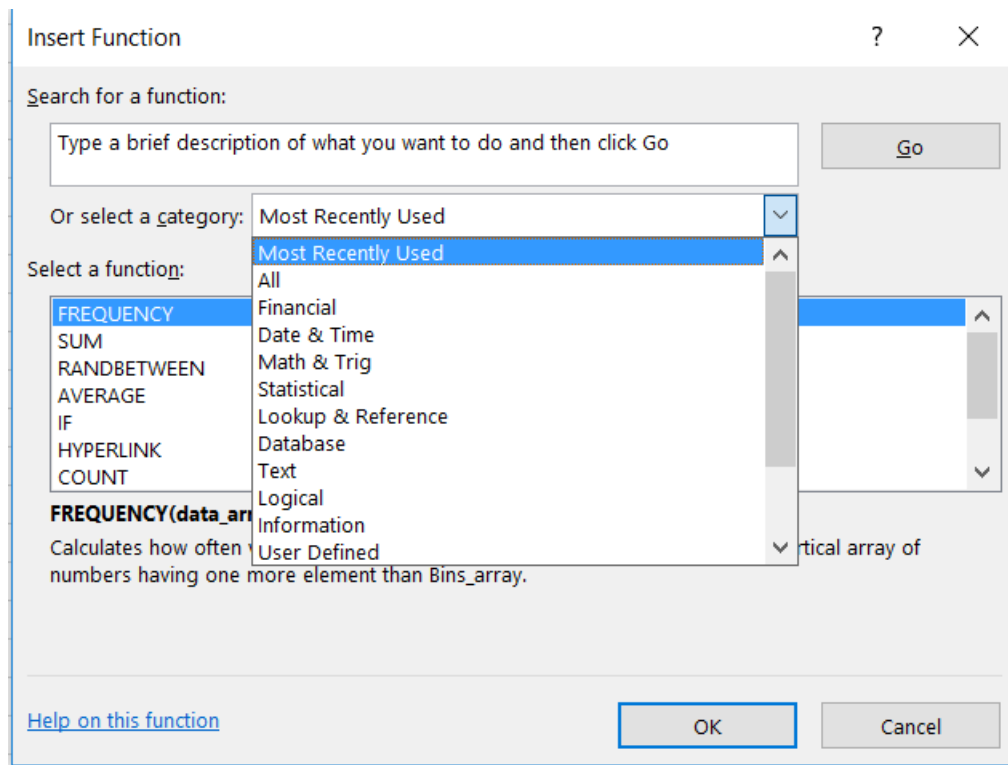 Insert Function
?
Search for a function:
Type a brief description of what you want to do and then click Go
Go
Or select a category:
Most Recently Used
Most Recently Used
All
Financial
Date & Time
Math & Trig
Statistical
Lookup & Reference
Database
Text
Logical
Information
User Defined
Select a function:
FREQUENCY
SUM
RANDBETWEEN
AVERAGE
IF
HYPERLINK
COUNT
FREQUENCY(data_arr
Calculates how often rtical array of
numbers having one more element than Bins_array.
Help on this function
OK
Cancel